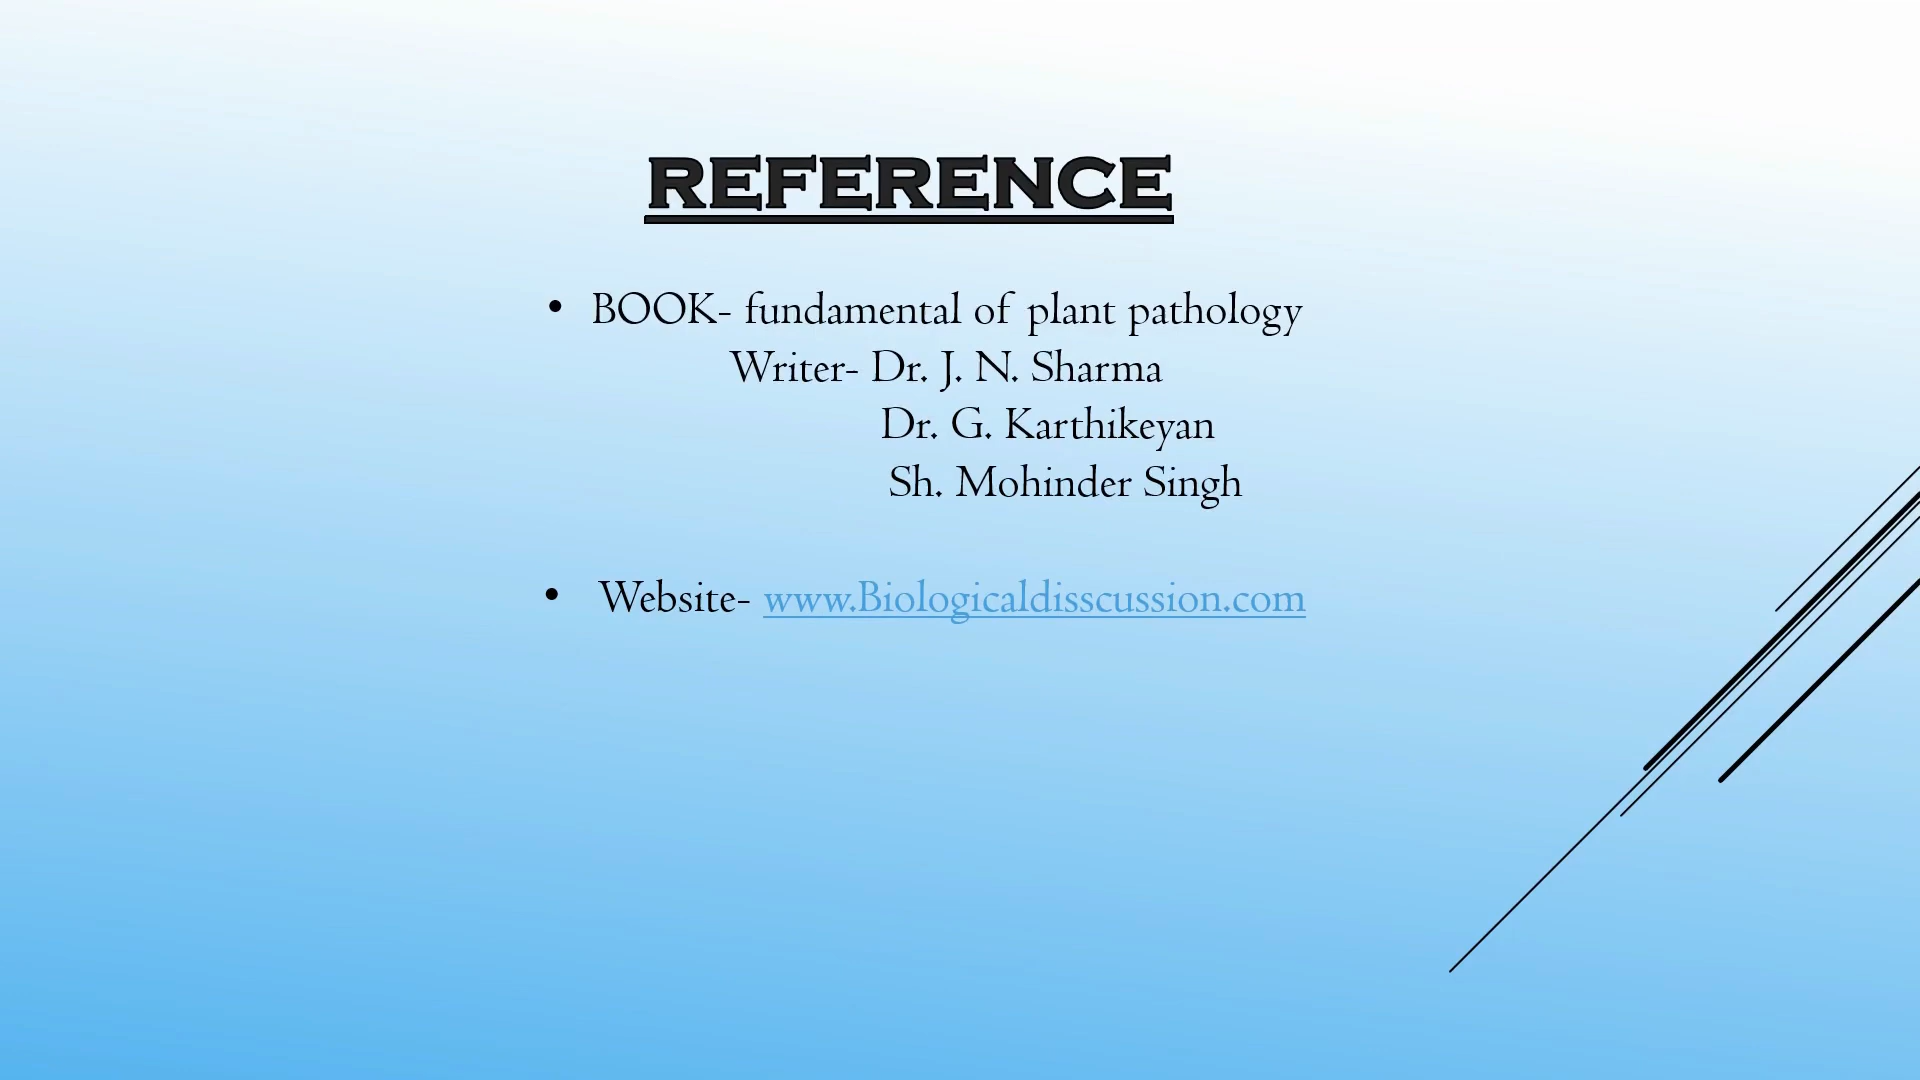 REFERENCE
• BOOK- fundamental of plant pathology
Writer- Dr. J. N. Sharma
Dr. G. Karthikeyan
Sh. Mohinder Singh
• Website- www.Biologicaldisscussion.com